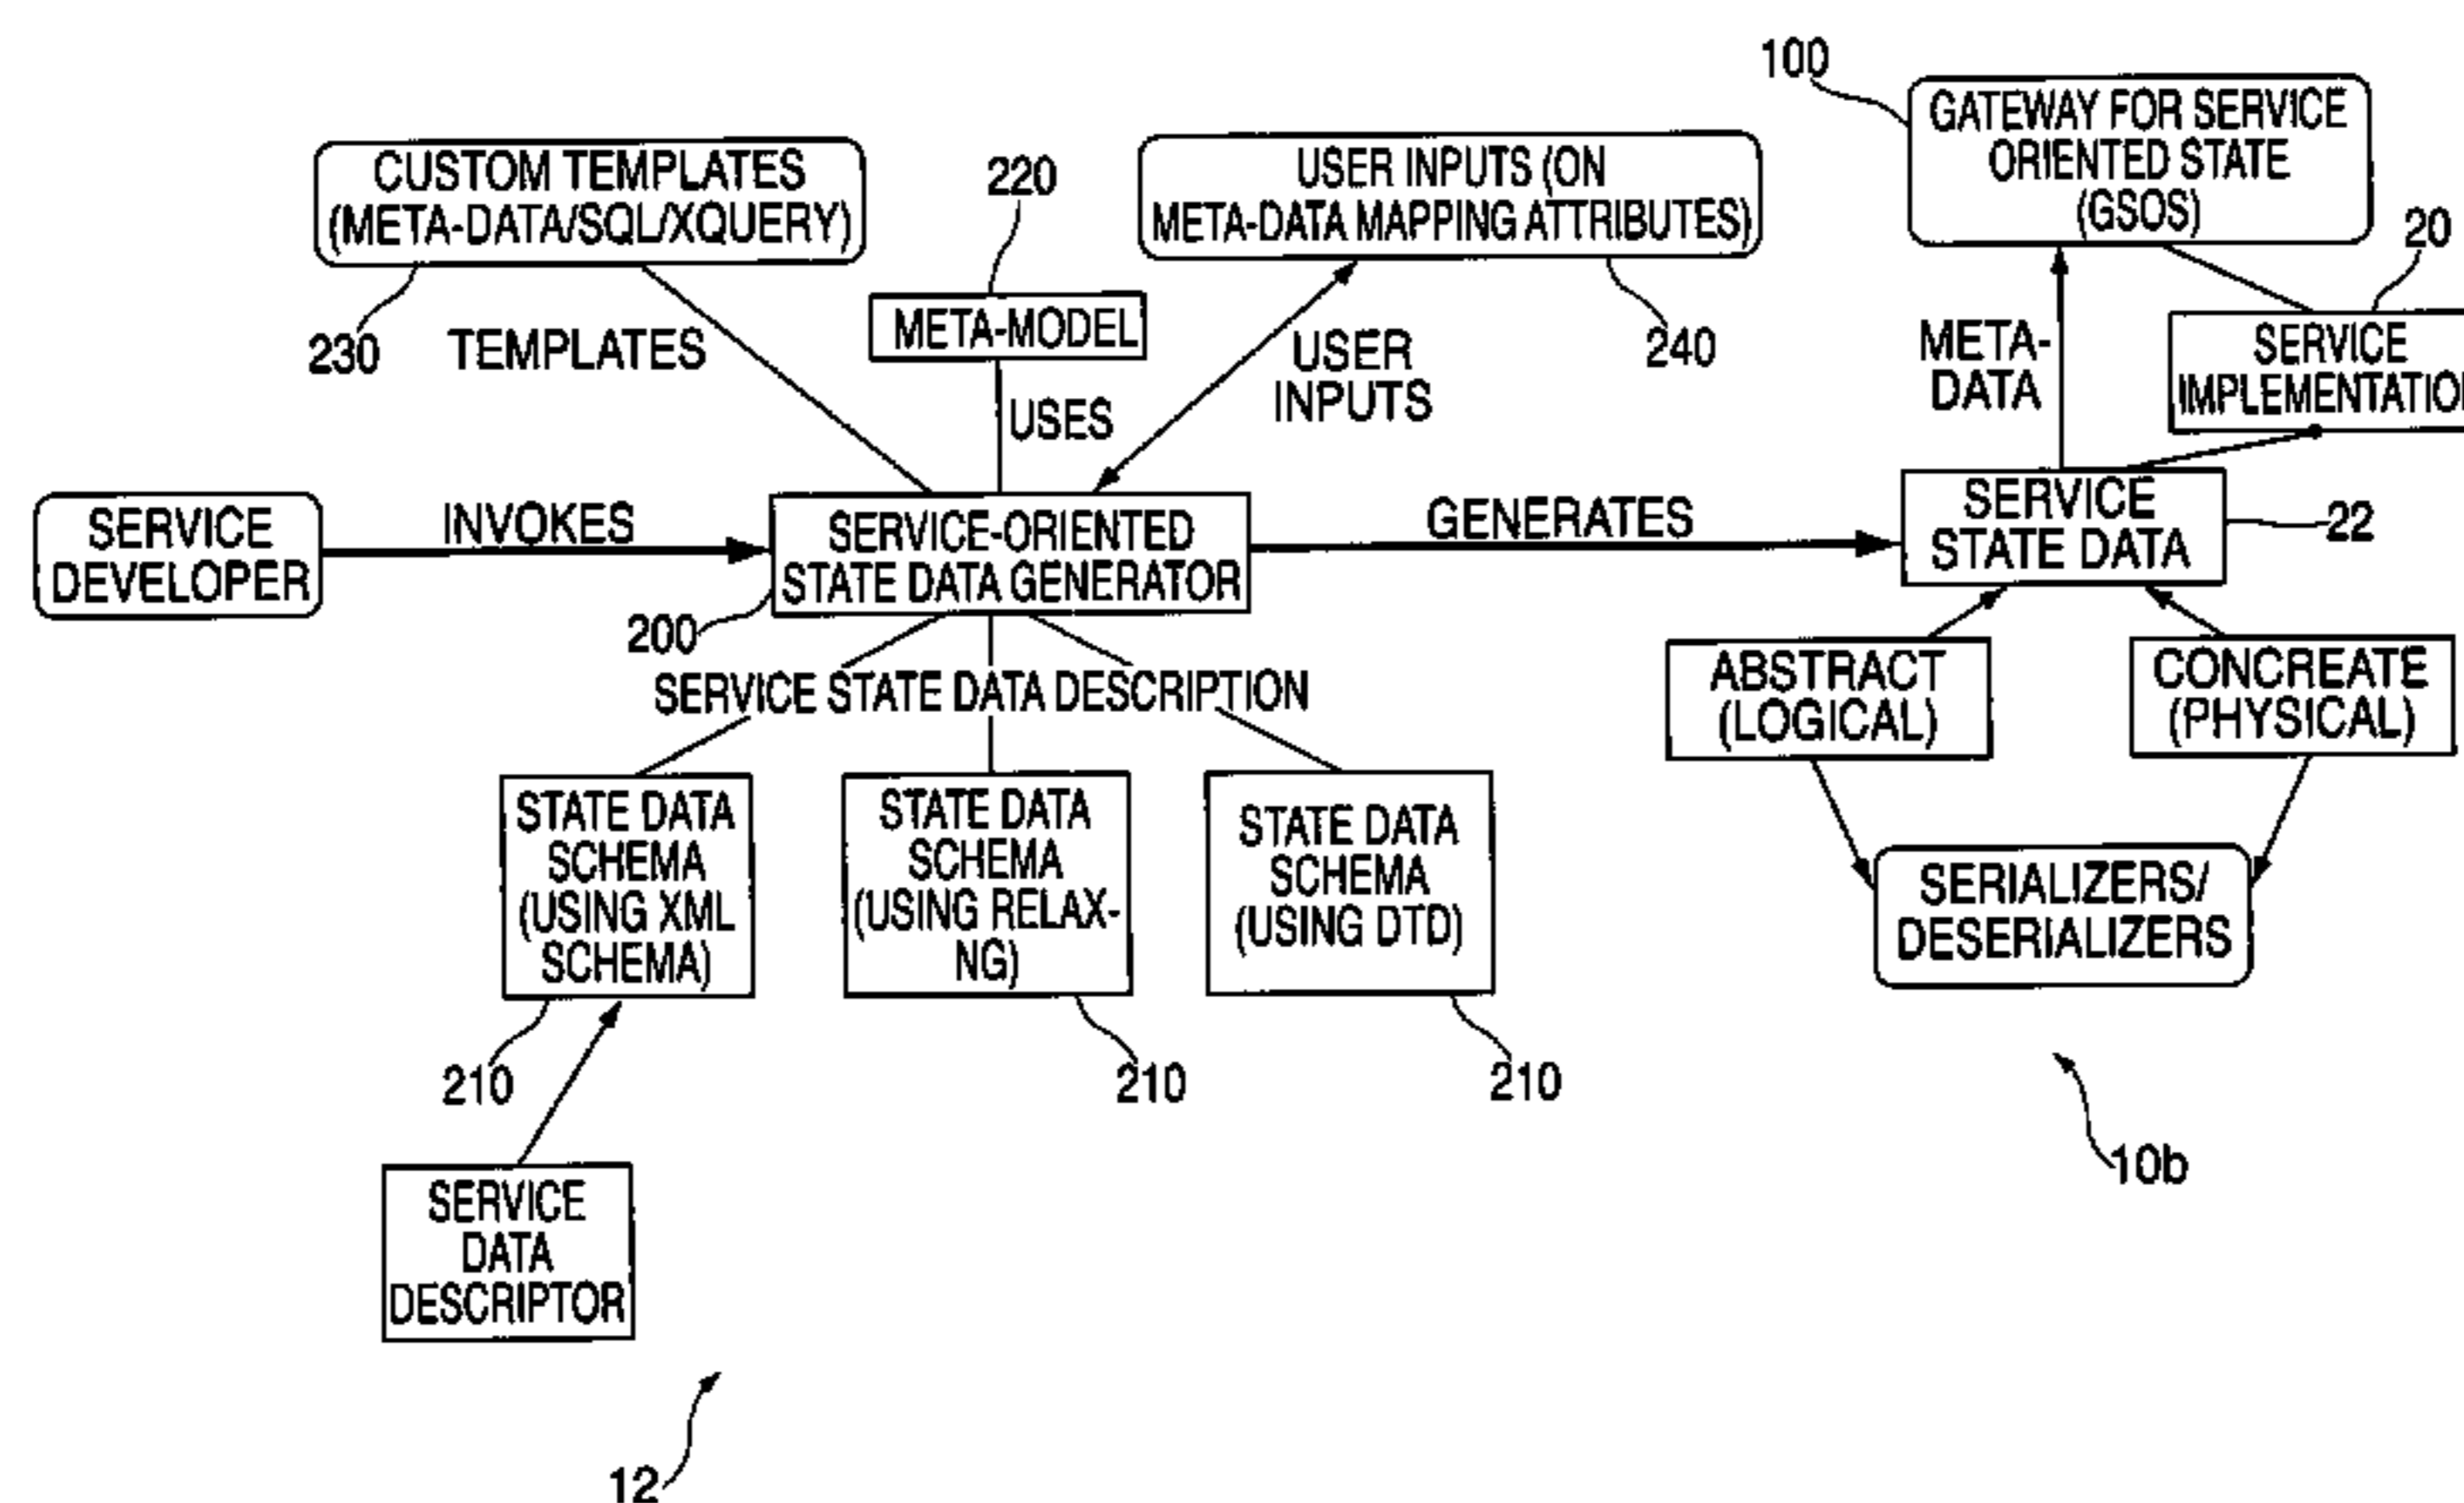 100
GATEWAY FOR SERVICE
ORIENTED STATE
(GSOS)
CUSTOM TEMPLATES
(META-DATA/SQL/XQUERY)
230
TEMPLATES
220
META-MODEL
USES
USER INPUTS (ON
META-DATA MAPPING ATTRIBUTES)
240
USER
INPUTS
20
META-
DATA
SERVICE
IMPLEMENTATIO
SERVICE
DEVELOPER
INVOKES
SERVICE-ORIENTED
STATE DATA GENERATOR
200
GENERATES
SERVICE
STATE DATA
22
SERVICE STATE DATA DESCRIPTION
ABSTRACT
(LOGICAL)
CONCREATE
(PHYSICAL)
STATE DATA
SCHEMA
(USING XML
SCHEMA)
210
STATE DATA
SCHEMA
(USING RELAX-
NG)
210
STATE DATA
SCHEMA
(USING DTD)
210
SERIALIZERS/
DESERIALIZERS
10b
SERVICE
DATA
DESCRIPTOR
12